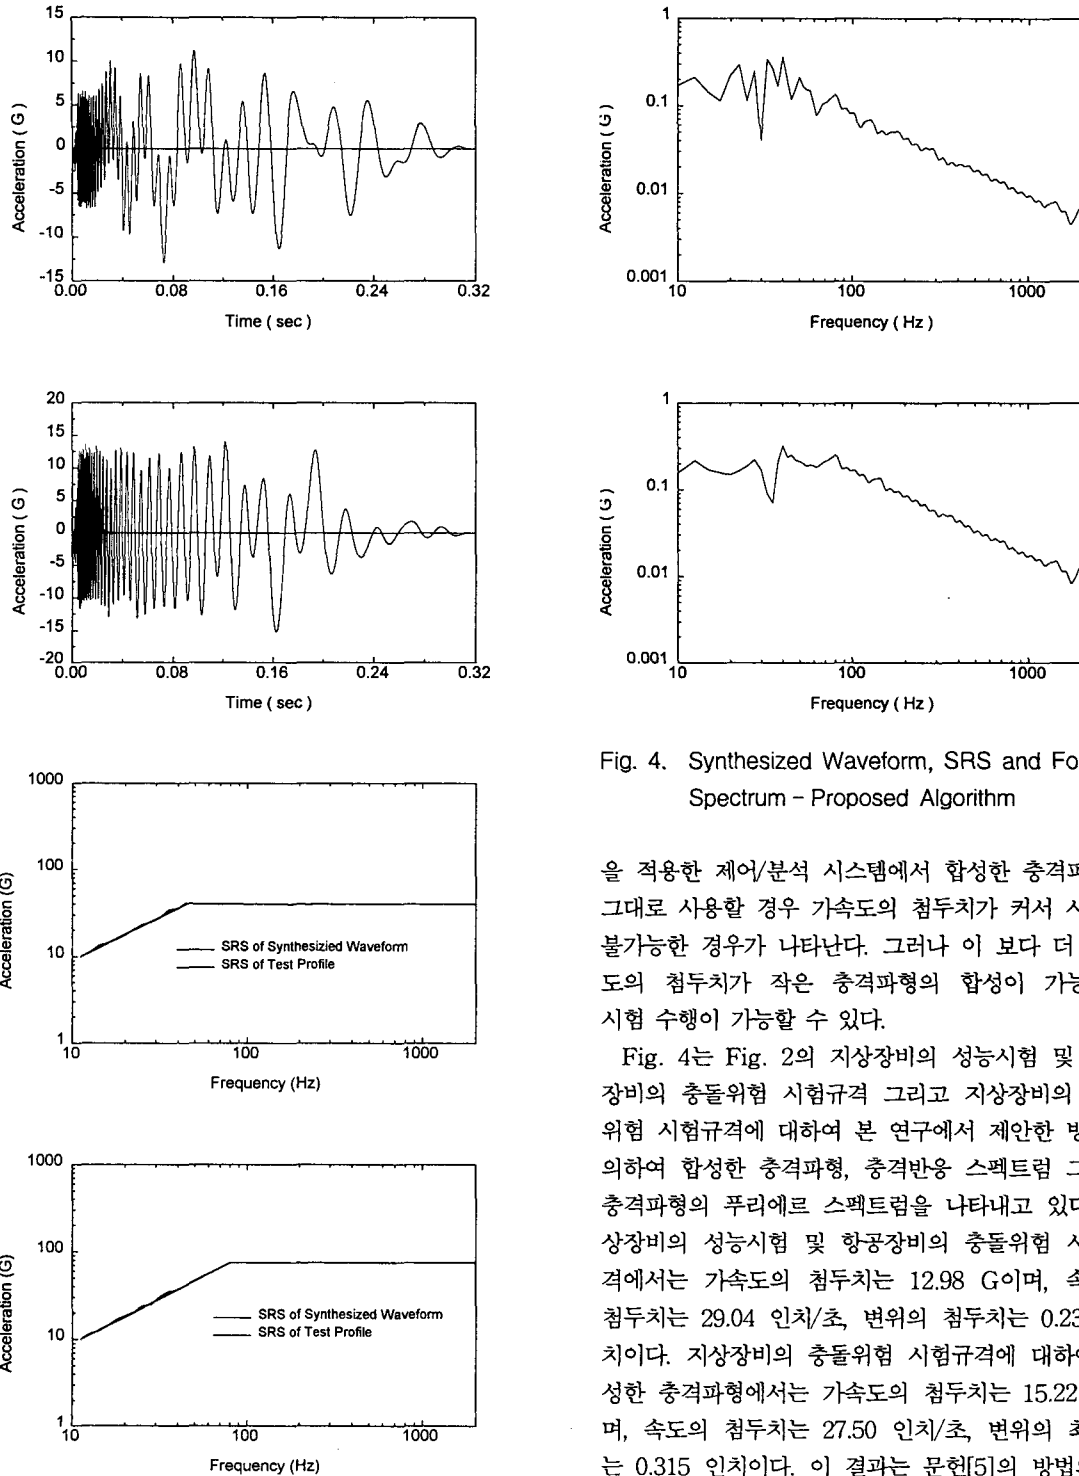 15
10
5
0
-5
-10
-15
0.00 0.08 0.16 0.24 0.32
Time ( sec )
Acceleration ( G )
20
15
10
5
0
-5
-10
-15
-20
0.00 0.08 0.16 0.24 0.32
Time ( sec )
Acceleration ( G )
1000
100
10
1
10 100 1000
Frequency (Hz)
Acceleration (G)
SRS of Synthesizied Waveform
SRS of Test Profile
1000
100
10
1
10 100 1000
Frequency (Hz)
Acceleration (G)
SRS of Synthesizied Waveform
SRS of Test Profile
1
0.1
0.01
0.001
10 100 1000
Frequency ( Hz )
Acceleration ( G )
1
0.1
0.01
0.001
10 100 1000
Frequency ( Hz )
Acceleration ( G )
Fig. 4. Synthesized Waveform, SRS and Fo
Spectrum – Proposed Algorithm
을 적용한 제어/분석 시스템에서 합성한 충격파
그대로 사용할 경우 가속도의 첨두치가 커서 시
불가능한 경우가 나타난다. 그러나 이 보다 더
도의 첨두치가 작은 충격파형의 합성이 가능
시험 수행이 가능할 수 있다.
Fig. 4는 Fig. 2의 지상장비의 성능시험 및
장비의 충돌위험 시험규격 그리고 지상장비의
위험 시험규격에 대하여 본 연구에서 제안한 방
의하여 합성한 충격파형, 충격반응 스펙트럼 그
충격파형의 푸리에르 스펙트럼을 나타내고 있다
상장비의 성능시험 및 항공장비의 충돌위험 시
격에서는 가속도의 첨두치는 12.98 G이며, 속
첨두치는 29.04 인치/초, 변위의 첨두치는 0.23
치이다. 지상장비의 충돌위험 시험규격에 대하여
성한 충격파형에서는 가속도의 첨두치는 15.22
며, 속도의 첨두치는 27.50 인치/초, 변위의 최
는 0.315 인치이다. 이 결과는 문헌[5]의 방법